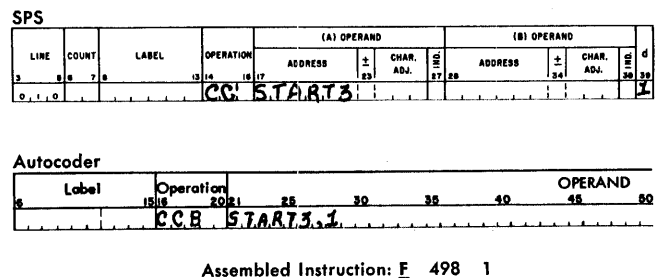 SPS
(A) OPERAND (B) OPERAND
LINE COUNT LABEL OPERATION ADDRESS ± CHAR. ADJ. IND. ADDRESS ± CHAR. ADJ. IND. d
3 5 6 7 8 13 14 16 17 23 27 28 34 38 39
0 1 0 CC START3 1
Autocoder
Label Operation OPERAND
6 15 16 20 21 25 30 35 40 45 50
CCB START3,1
Assembled Instruction: F 498 1